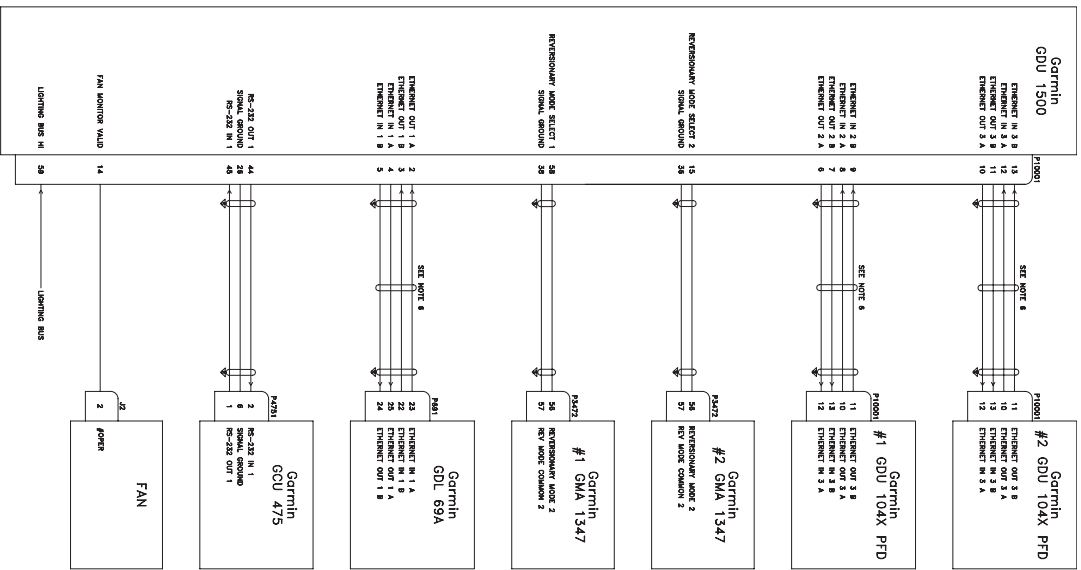 Garmin
GDU 1500
P10001
ETHERNET IN 3 B 13
ETHERNET IN 3 A 12
ETHERNET OUT 3 B 11
ETHERNET OUT 3 A 10
SEE NOTE 6
P10001
11 ETHERNET OUT 3 B
10 ETHERNET OUT 3 A
13 ETHERNET IN 3 B
12 ETHERNET IN 3 A
Garmin
#2 GDU 104X PFD
ETHERNET IN 2 B 9
ETHERNET IN 2 A 8
ETHERNET OUT 2 B 7
ETHERNET OUT 2 A 6
SEE NOTE 6
P10001
11 ETHERNET OUT 3 B
10 ETHERNET OUT 3 A
13 ETHERNET IN 3 B
12 ETHERNET IN 3 A
Garmin
#1 GDU 104X PFD
REVERSIONARY MODE SELECT 2 15
SIGNAL GROUND 36
P3472
56 REVERSIONARY MODE 2
57 REV MODE COMMON 2
Garmin
#2 GMA 1347
REVERSIONARY MODE SELECT 1 58
SIGNAL GROUND 38
P3472
56 REVERSIONARY MODE 2
57 REV MODE COMMON 2
Garmin
#1 GMA 1347
ETHERNET OUT 1 A 2
ETHERNET OUT 1 B 3
ETHERNET IN 1 A 4
ETHERNET IN 1 B 5
SEE NOTE 6
P691
23 ETHERNET IN 1 A
22 ETHERNET IN 1 B
25 ETHERNET OUT 1 A
24 ETHERNET OUT 1 B
Garmin
GDL 69A
RS-232 OUT 1 44
SIGNAL GROUND 26
RS-232 IN 1 45
P4751
2 RS-232 IN 1
6 SIGNAL GROUND
1 RS-232 OUT 1
Garmin
GCU 475
FAN MONITOR VALID 14
J2
2 #OPER
FAN
LIGHTING BUS HI 59
LIGHTING BUS